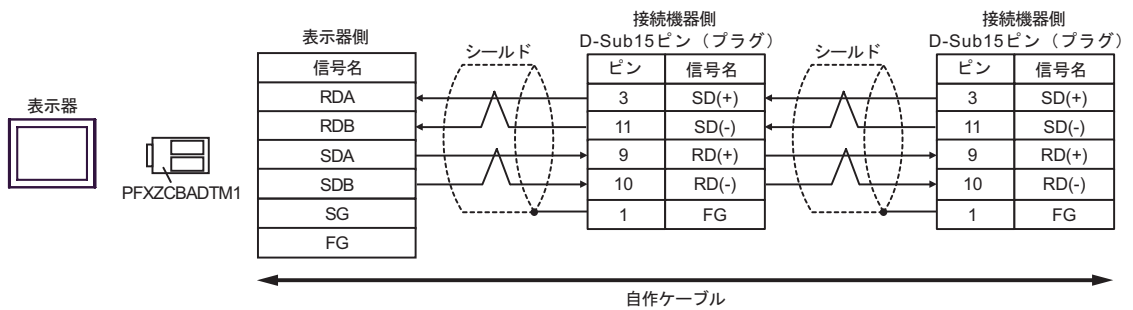 表示器
PFXZCBADTM1
表示器側
信号名
RDA
RDB
SDA
SDB
SG
FG
シールド
接続機器側
D-Sub15ピン（プラグ）
ピン 信号名
3 SD(+)
11 SD(-)
9 RD(+)
10 RD(-)
1 FG
シールド
接続機器側
D-Sub15ピン（プラグ）
ピン 信号名
3 SD(+)
11 SD(-)
9 RD(+)
10 RD(-)
1 FG
自作ケーブル